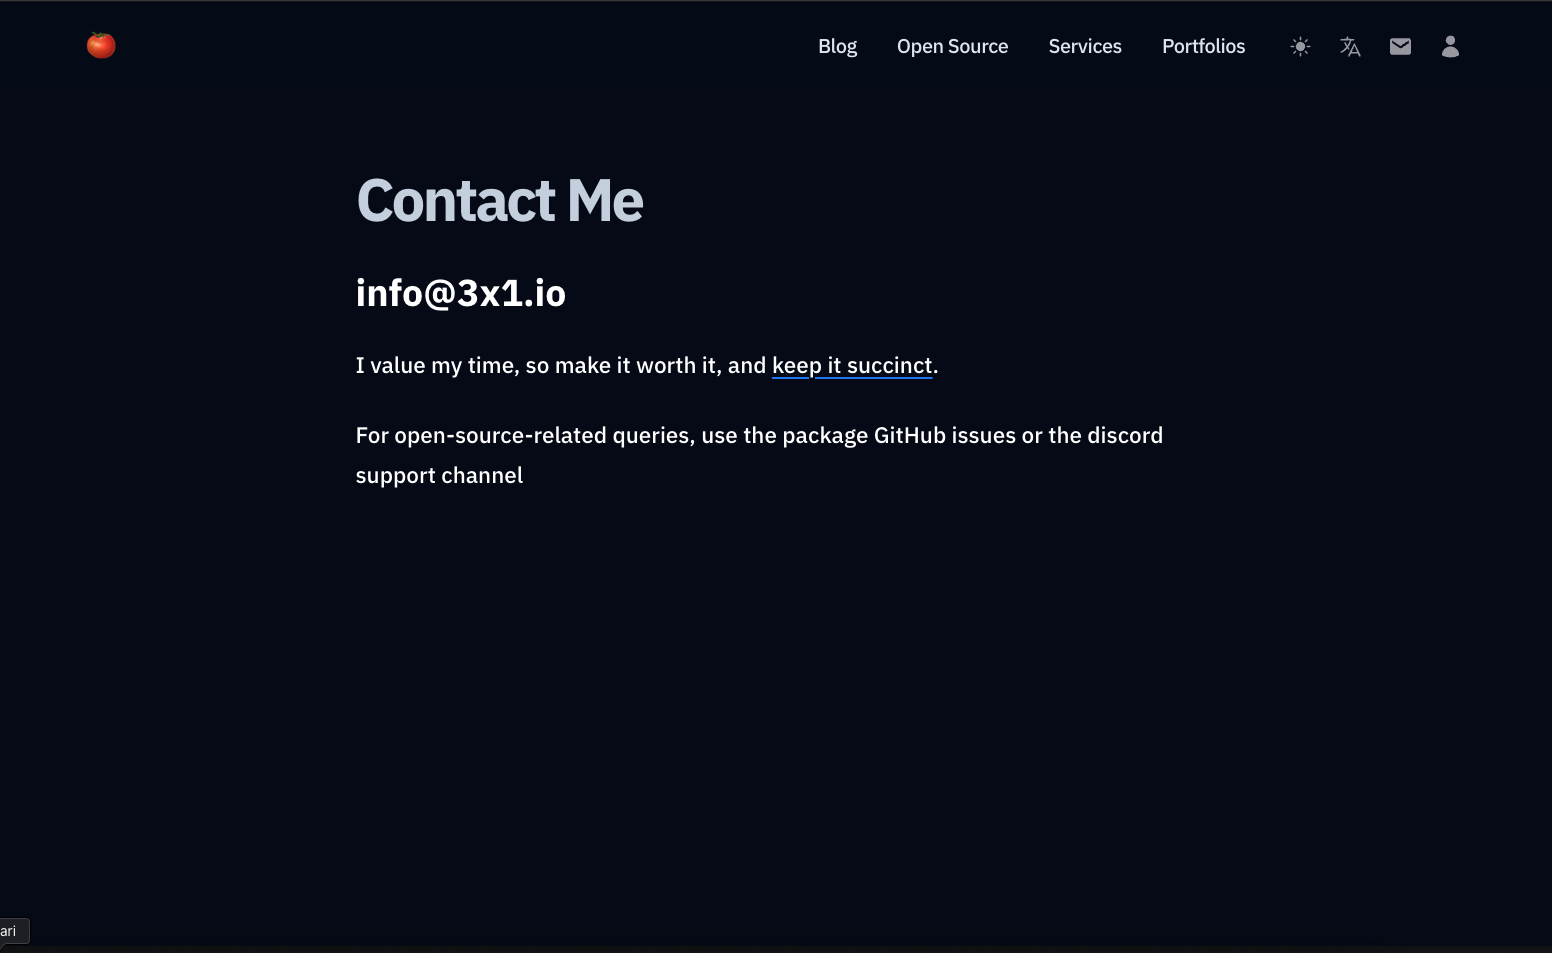 Blog Open Source Services Portfolios
Contact Me
info@3x1.io
I value my time, so make it worth it, and keep it succinct.
For open-source-related queries, use the package GitHub issues or the discord
support channel
ari